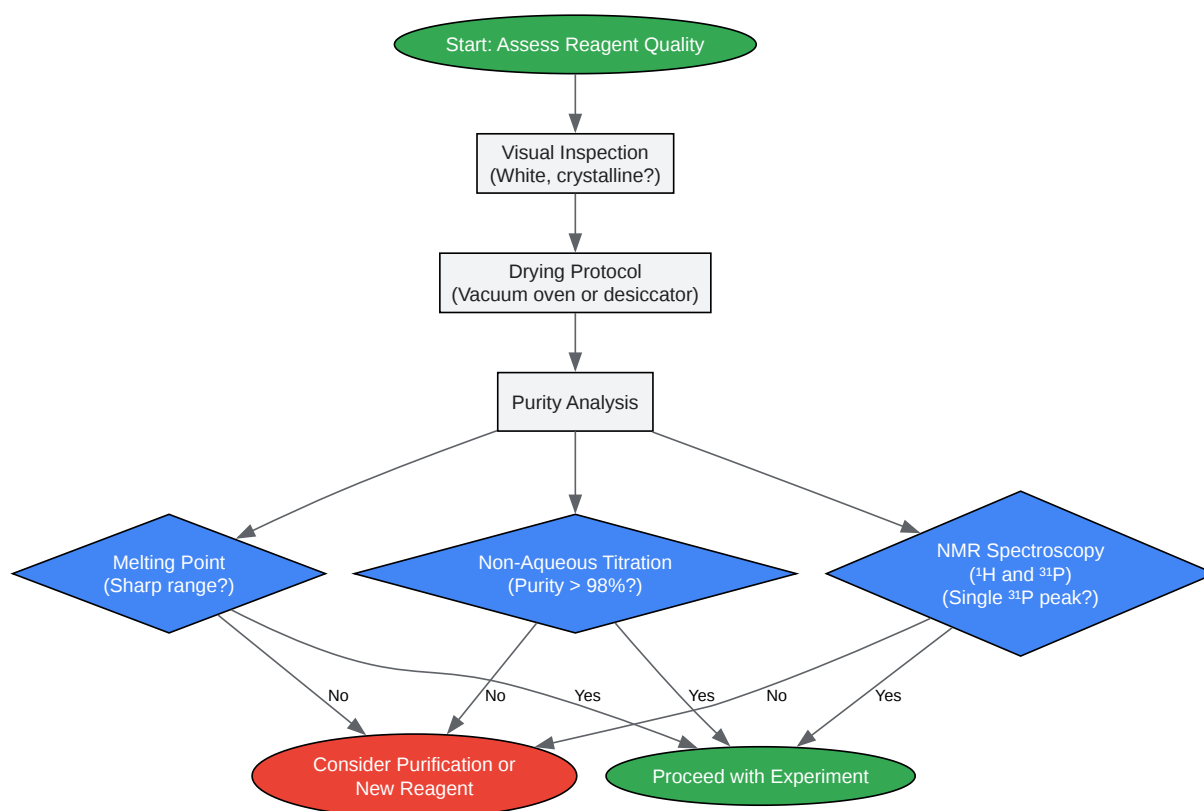 Start: Assess Reagent Quality
Visual Inspection
(White, crystalline?)
Drying Protocol
(Vacuum oven or desiccator)
Purity Analysis
Melting Point
(Sharp range?)
Non-Aqueous Titration
(Purity > 98%?)
NMR Spectroscopy
(¹H and ³¹P)
(Single ³¹P peak?)
No
No
Yes
Yes
No
Yes
Consider Purification or
New Reagent
Proceed with Experiment